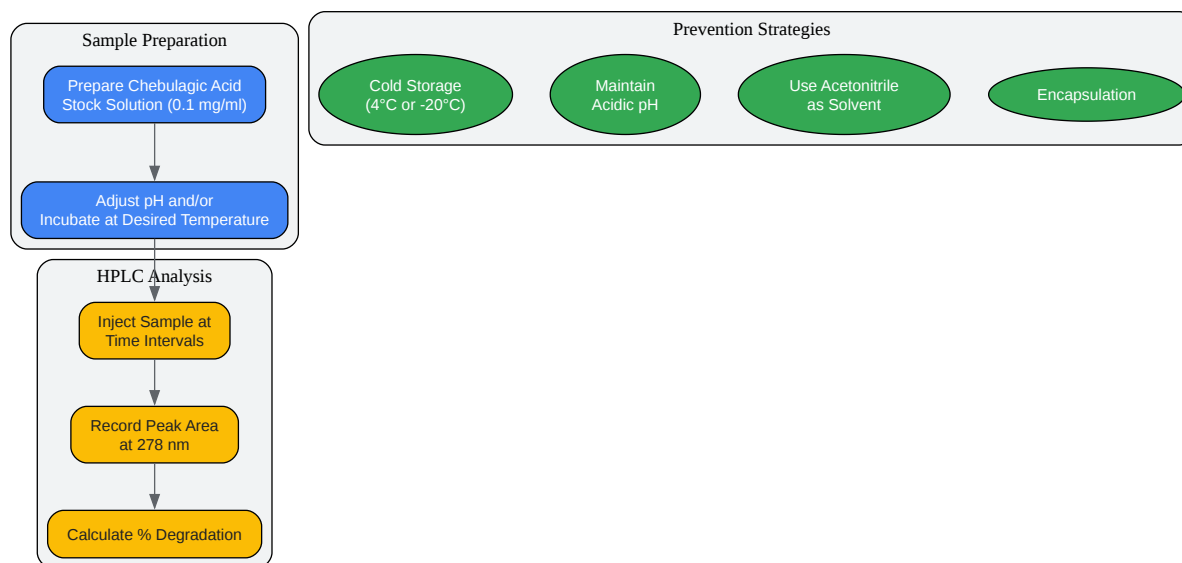 Sample Preparation
Prepare Chebulagic Acid
Stock Solution (0.1 mg/ml)
Adjust pH and/or
Incubate at Desired Temperature
HPLC Analysis
Inject Sample at
Time Intervals
Record Peak Area
at 278 nm
Calculate % Degradation
Prevention Strategies
Cold Storage
(4°C or -20°C)
Maintain
Acidic pH
Use Acetonitrile
as Solvent
Encapsulation